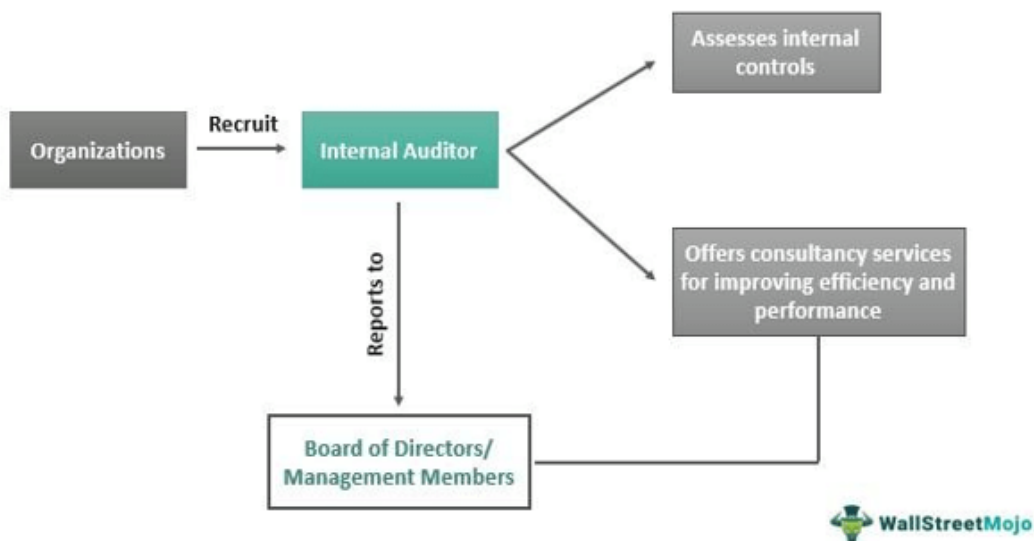 Assesses internal
controls
Organizations
Recruit
Internal Auditor
Reports to
Offers consultancy services
for improving efficiency and
performance
Board of Directors/
Management Members
WallStreetMojo